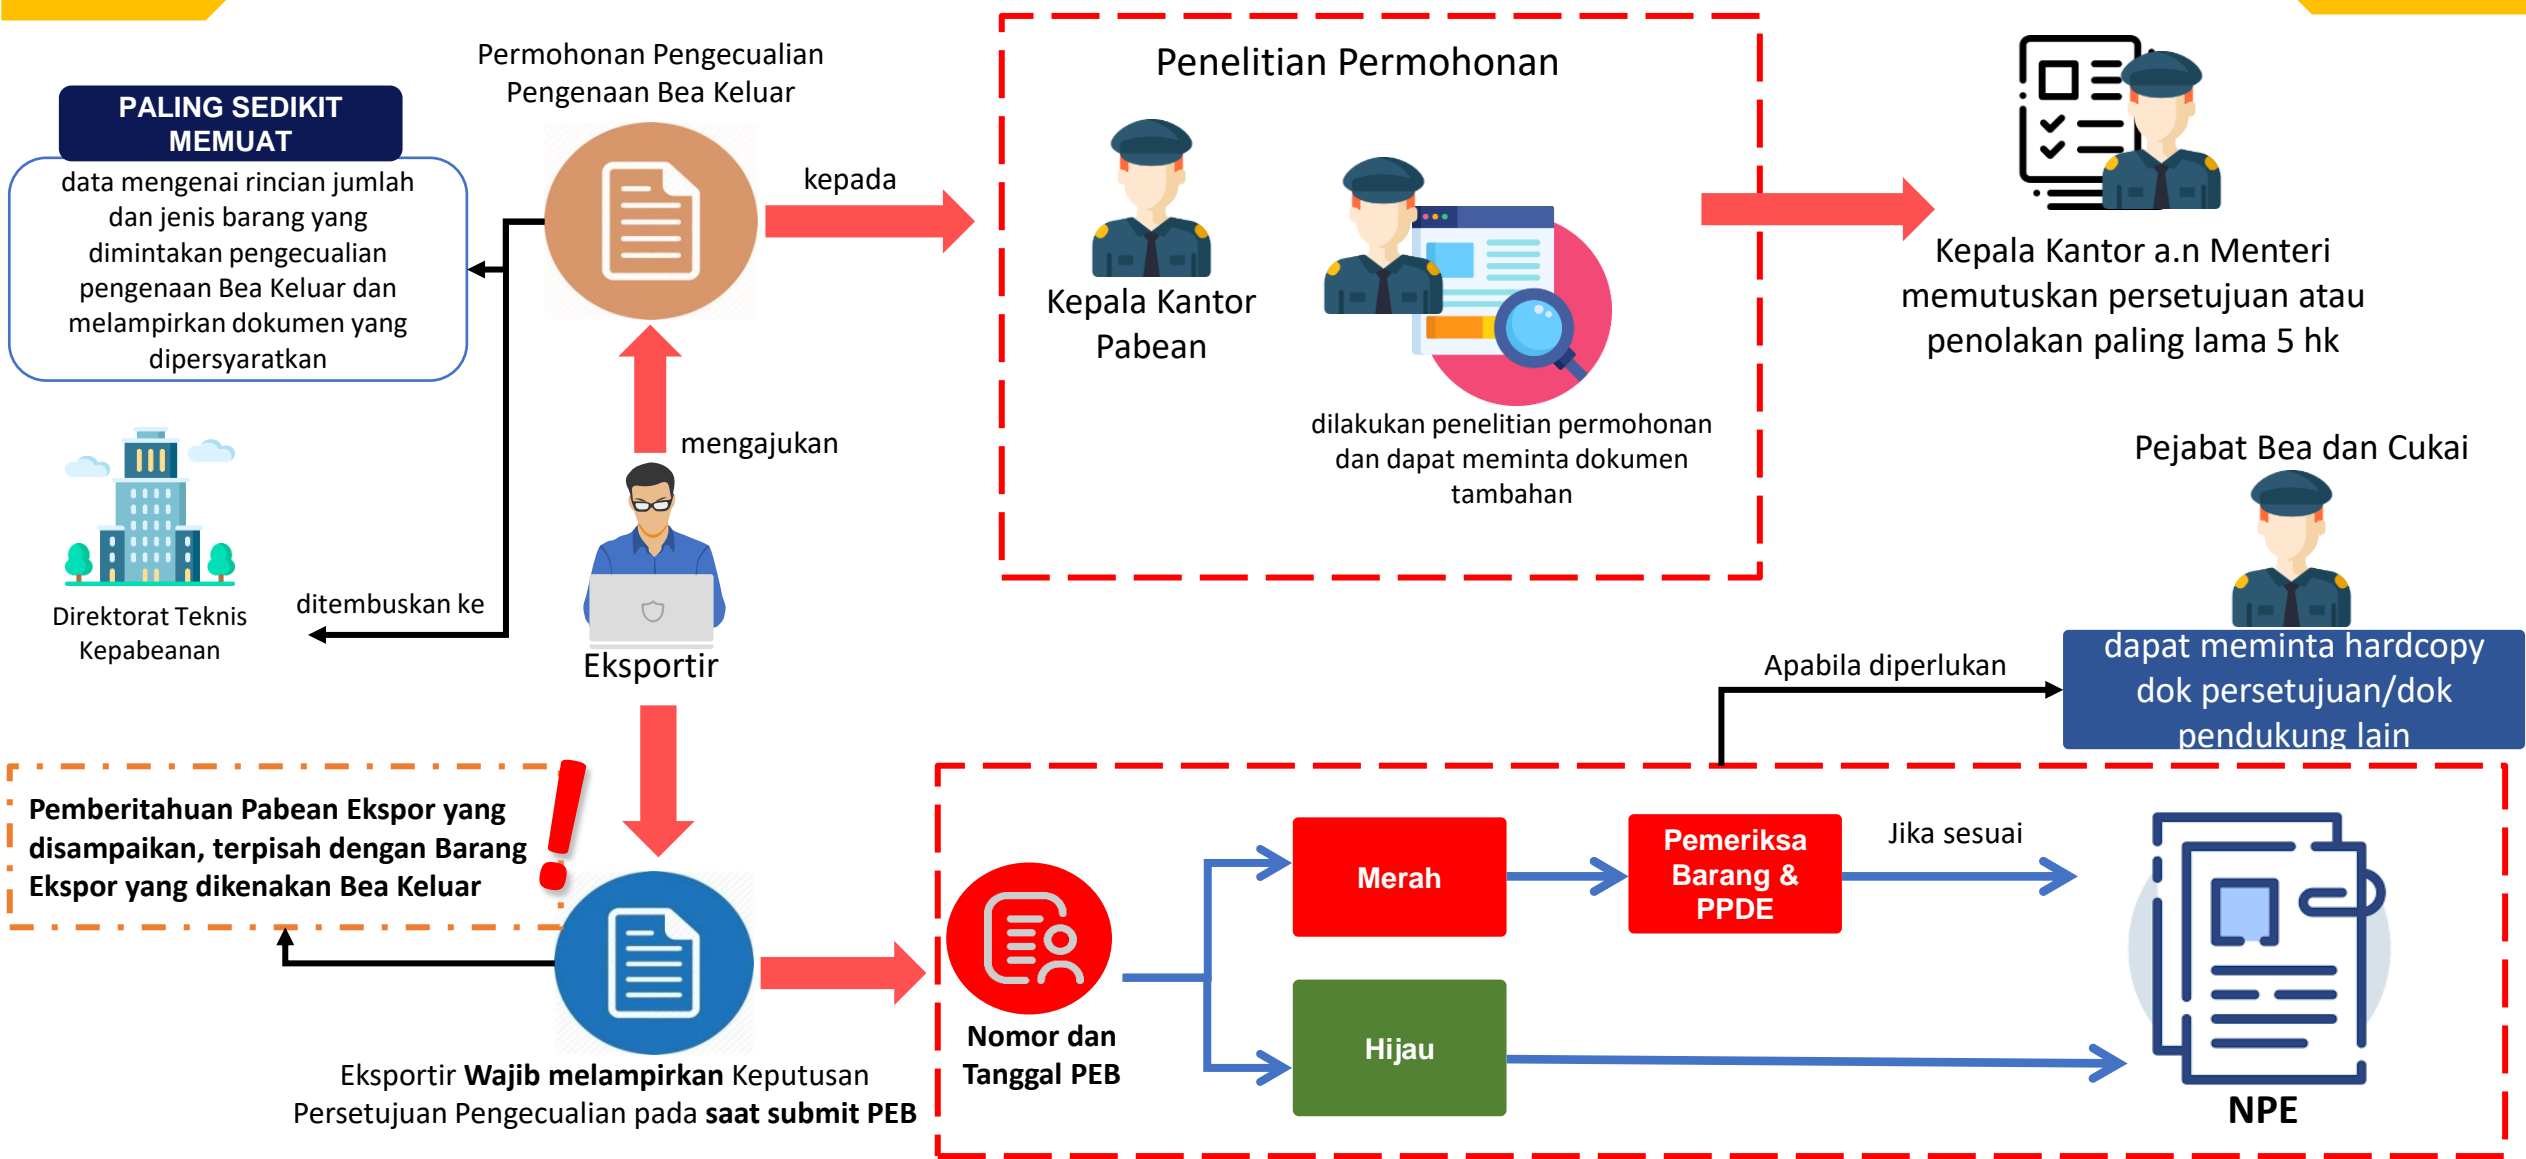 Permohonan Pengecualian
Pengenaan Bea Keluar
PALING SEDIKIT
MEMUAT
data mengenai rincian jumlah
dan jenis barang yang
dimintakan pengecualian
pengenaan Bea Keluar dan
melampirkan dokumen yang
dipersyaratkan
kepada
Penelitian Permohonan
Kepala Kantor
Pabean
dilakukan penelitian permohonan
dan dapat meminta dokumen
tambahan
Kepala Kantor a.n Menteri
memutuskan persetujuan atau
penolakan paling lama 5 hk
mengajukan
Direktorat Teknis
Kepabeanan
ditembuskan ke
Eksportir
Pejabat Bea dan Cukai
Apabila diperlukan
dapat meminta hardcopy
dok persetujuan/dok
pendukung lain
Pemberitahuan Pabean Ekspor yang
disampaikan, terpisah dengan Barang
Ekspor yang dikenakan Bea Keluar
!
Eksportir Wajib melampirkan Keputusan
Persetujuan Pengecualian pada saat submit PEB
Nomor dan
Tanggal PEB
Merah
Pemeriksa
Barang &
PPDE
Jika sesuai
Hijau
NPE